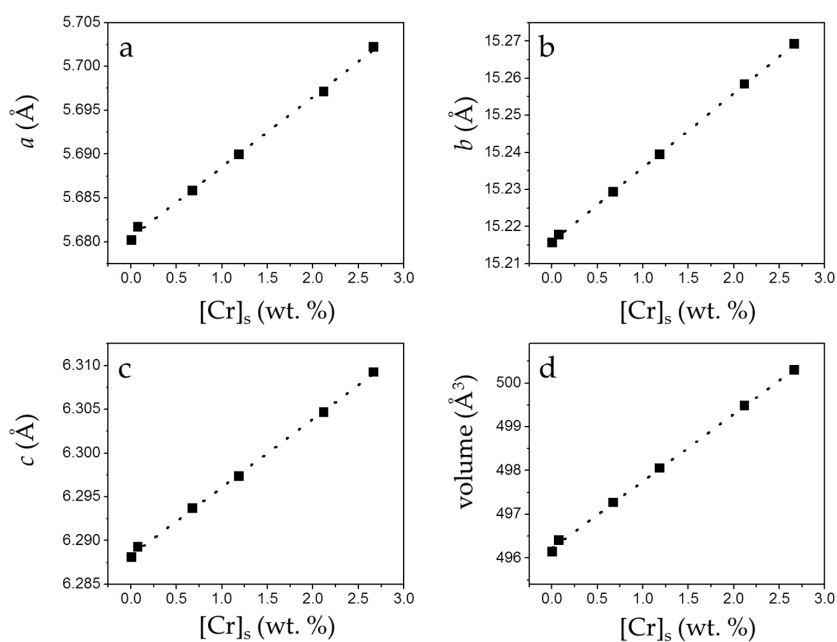 a
a (Å)
5.705
5.700
5.695
5.690
5.685
5.680
0.0 0.5 1.0 1.5 2.0 2.5 3.0
[Cr]s (wt. %)
b
b (Å)
15.27
15.26
15.25
15.24
15.23
15.22
15.21
0.0 0.5 1.0 1.5 2.0 2.5 3.0
[Cr]s (wt. %)
c
c (Å)
6.310
6.305
6.300
6.295
6.290
6.285
0.0 0.5 1.0 1.5 2.0 2.5 3.0
[Cr]s (wt. %)
d
volume (Å³)
500
499
498
497
496
0.0 0.5 1.0 1.5 2.0 2.5 3.0
[Cr]s (wt. %)